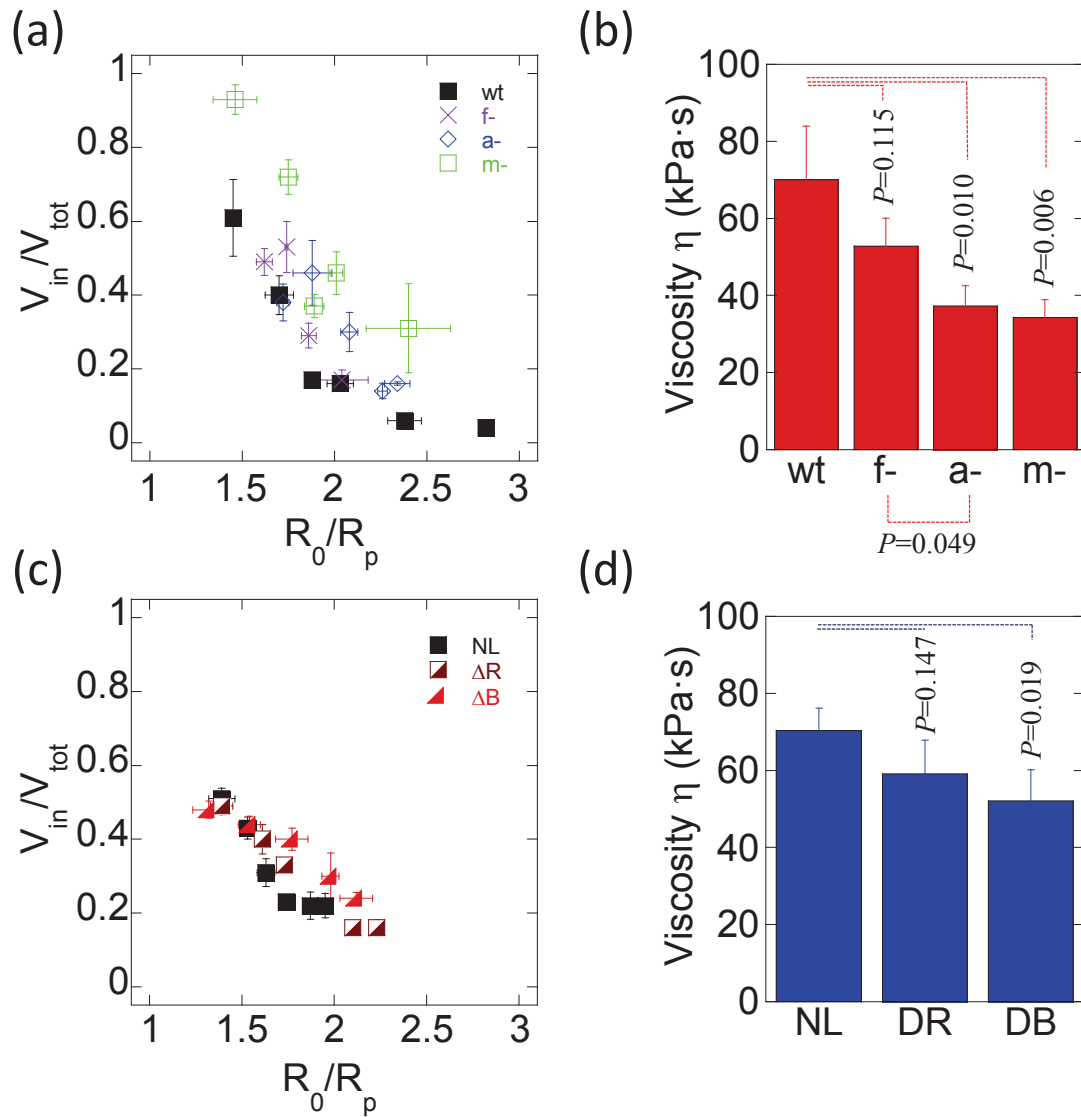 (a)
1
0.8
0.6
0.4
0.2
0
V_in/V_tot
1 1.5 2 2.5 3
R_0/R_p
wt
f-
a-
m-
(b)
100
80
60
40
20
0
Viscosity η (kPa·s)
P=0.115
P=0.010
P=0.006
wt f- a- m-
P=0.049
(c)
1
0.8
0.6
0.4
0.2
0
V_in/V_tot
1 1.5 2 2.5 3
R_0/R_p
NL
ΔR
ΔB
(d)
100
80
60
40
20
0
Viscosity η (kPa·s)
P=0.147
P=0.019
NL DR DB